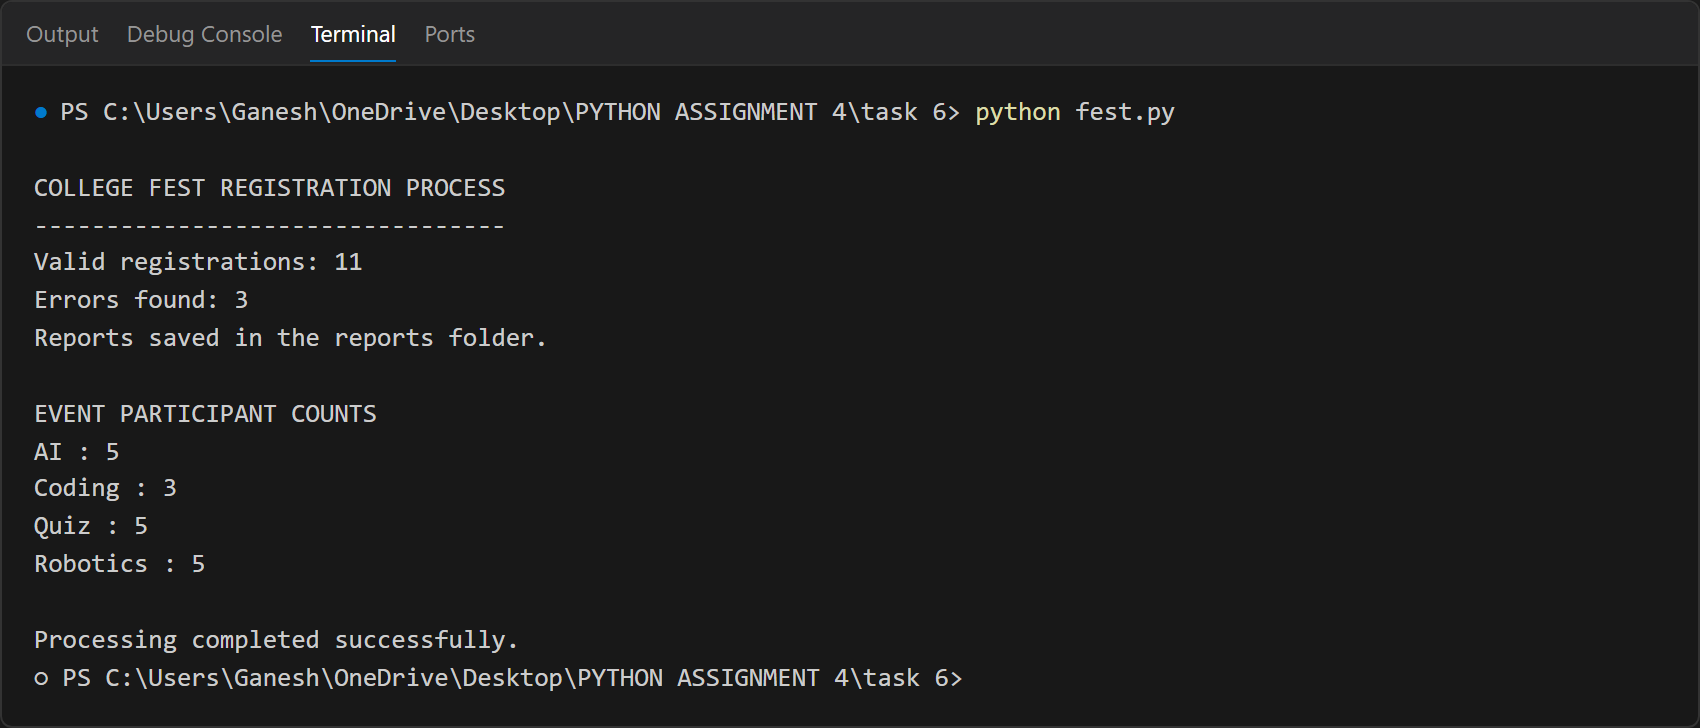 Output Debug Console Terminal Ports
PS C:\Users\Ganesh\OneDrive\Desktop\PYTHON ASSIGNMENT 4\task 6> python fest.py
COLLEGE FEST REGISTRATION PROCESS
---------------------------------
Valid registrations: 11
Errors found: 3
Reports saved in the reports folder.
EVENT PARTICIPANT COUNTS
AI : 5
Coding : 3
Quiz : 5
Robotics : 5
Processing completed successfully.
PS C:\Users\Ganesh\OneDrive\Desktop\PYTHON ASSIGNMENT 4\task 6>